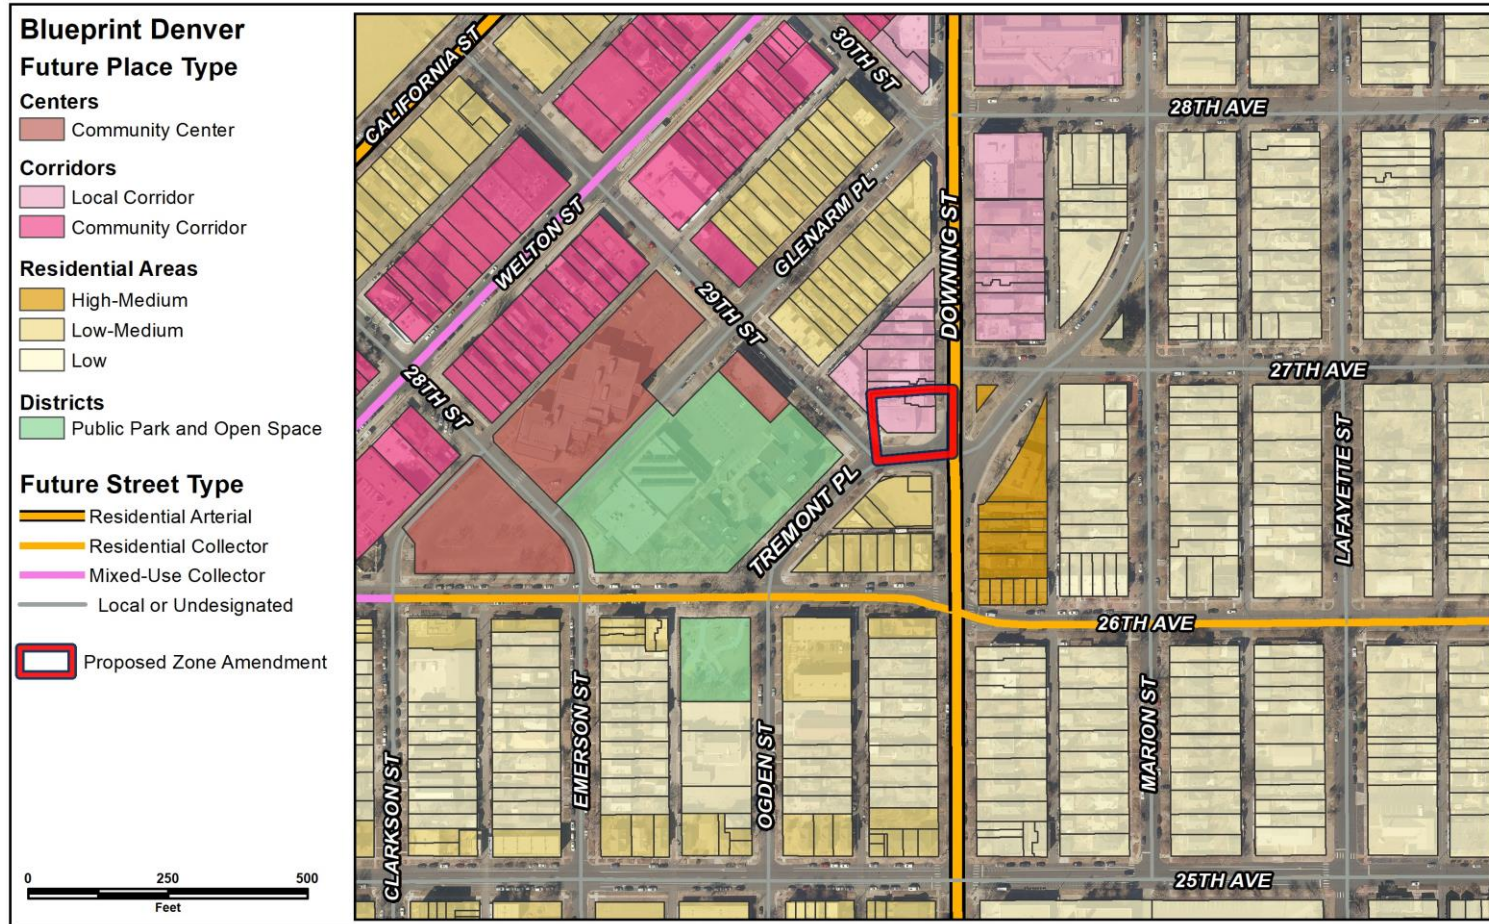 Blueprint Denver
Future Place Type
Centers
Community Center
Corridors
Local Corridor
Community Corridor
Residential Areas
High-Medium
Low-Medium
Low
Districts
Public Park and Open Space
Future Street Type
Residential Arterial
Residential Collector
Mixed-Use Collector
Local or Undesignated
Proposed Zone Amendment
0 250 500
Feet
CALIFORNIA ST
30TH ST
28TH AVE
WELTON ST
GLENARM PL
DOWNING ST
29TH ST
28TH ST
27TH AVE
TREMONT PL
LAFAYETTE ST
26TH AVE
CLARKSON ST
EMERSON ST
OGDEN ST
MARION ST
25TH AVE